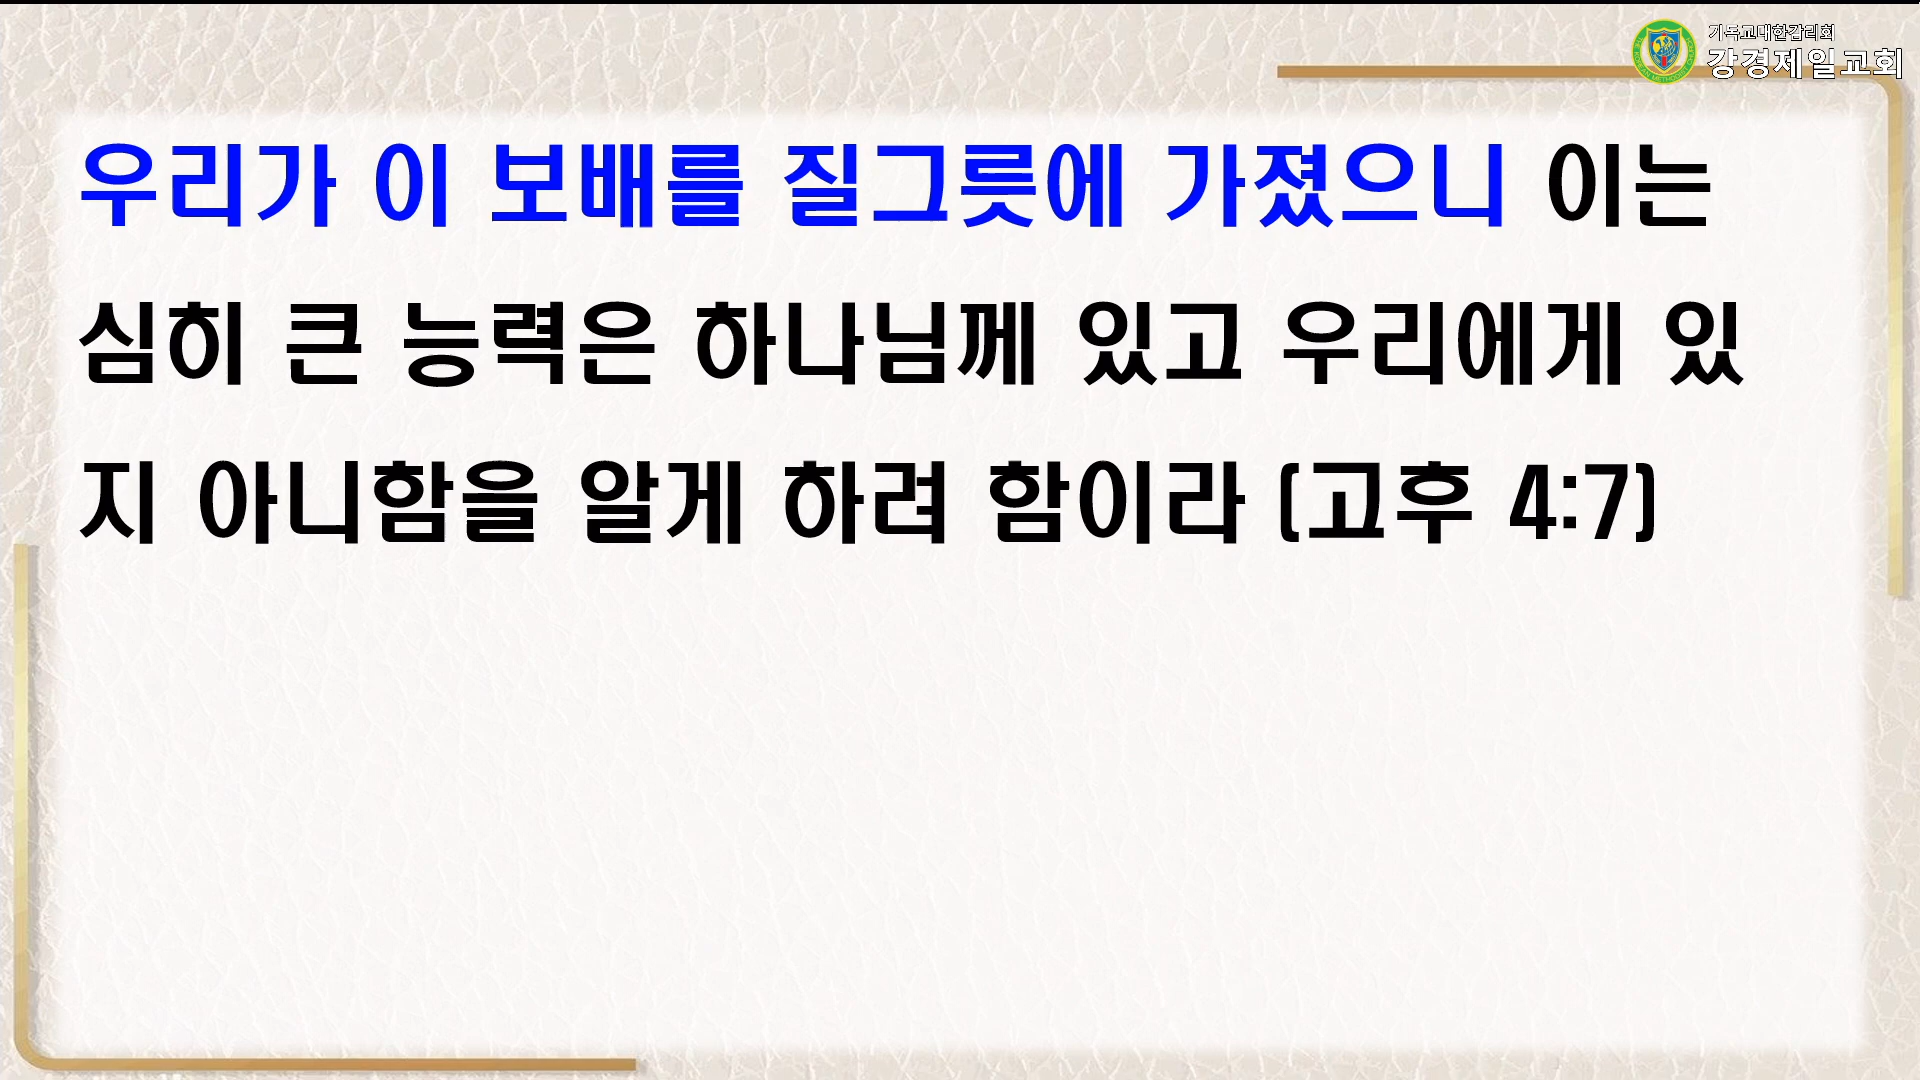 기독교대한감리회
강경제일교회
우리가 이 보배를 질그릇에 가졌으니 이는
심히 큰 능력은 하나님께 있고 우리에게 있
지 아니함을 알게 하려 함이라 (고후 4:7)